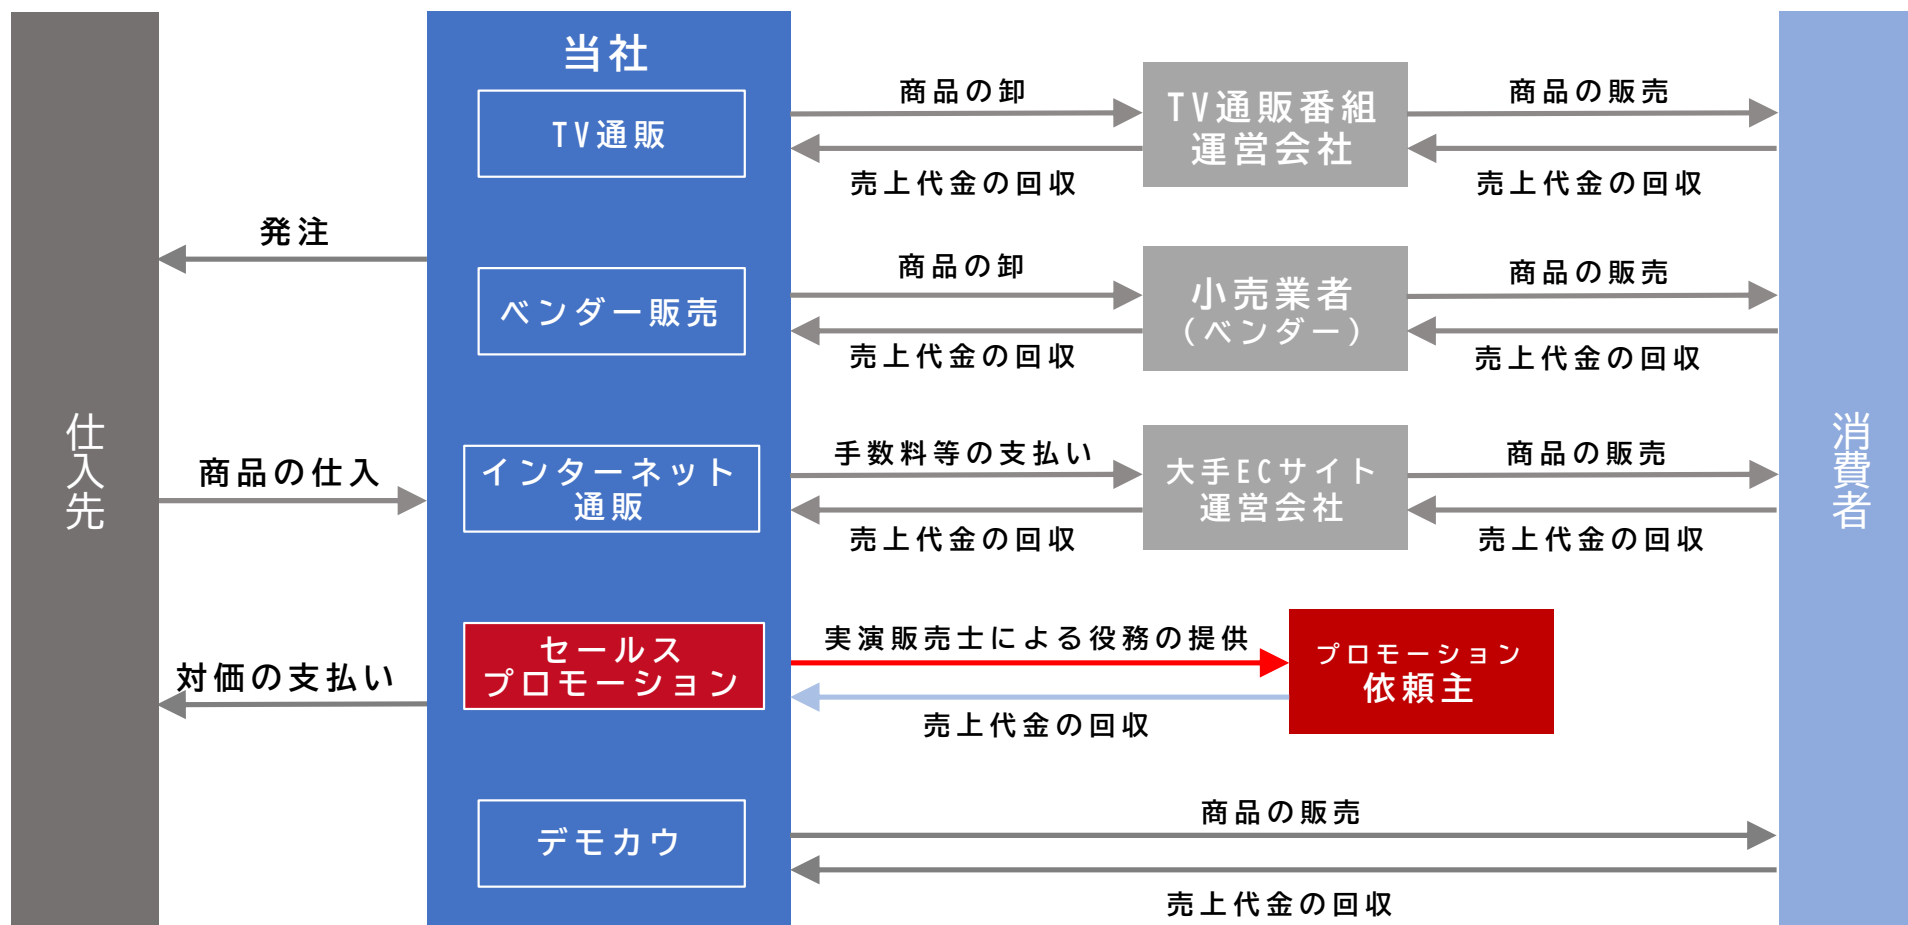 仕入先
発注
商品の仕入
対価の支払い
当社
TV通販
商品の卸
売上代金の回収
TV通販番組
運営会社
商品の販売
売上代金の回収
ベンダー販売
商品の卸
売上代金の回収
小売業者
（ベンダー）
商品の販売
売上代金の回収
インターネット
通販
手数料等の支払い
売上代金の回収
大手ECサイト
運営会社
商品の販売
売上代金の回収
セールス
プロモーション
実演販売士による役務の提供
売上代金の回収
プロモーション
依頼主
デモカウ
商品の販売
売上代金の回収
消費者